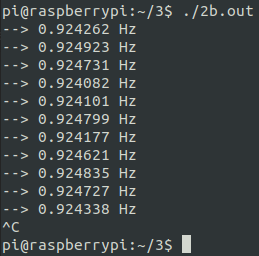 pi@raspberrypi:~/3$ ./2b.out
--> 0.924262 Hz
--> 0.924923 Hz
--> 0.924731 Hz
--> 0.924082 Hz
--> 0.924101 Hz
--> 0.924799 Hz
--> 0.924177 Hz
--> 0.924621 Hz
--> 0.924835 Hz
--> 0.924727 Hz
--> 0.924338 Hz
^C
pi@raspberrypi:~/3$